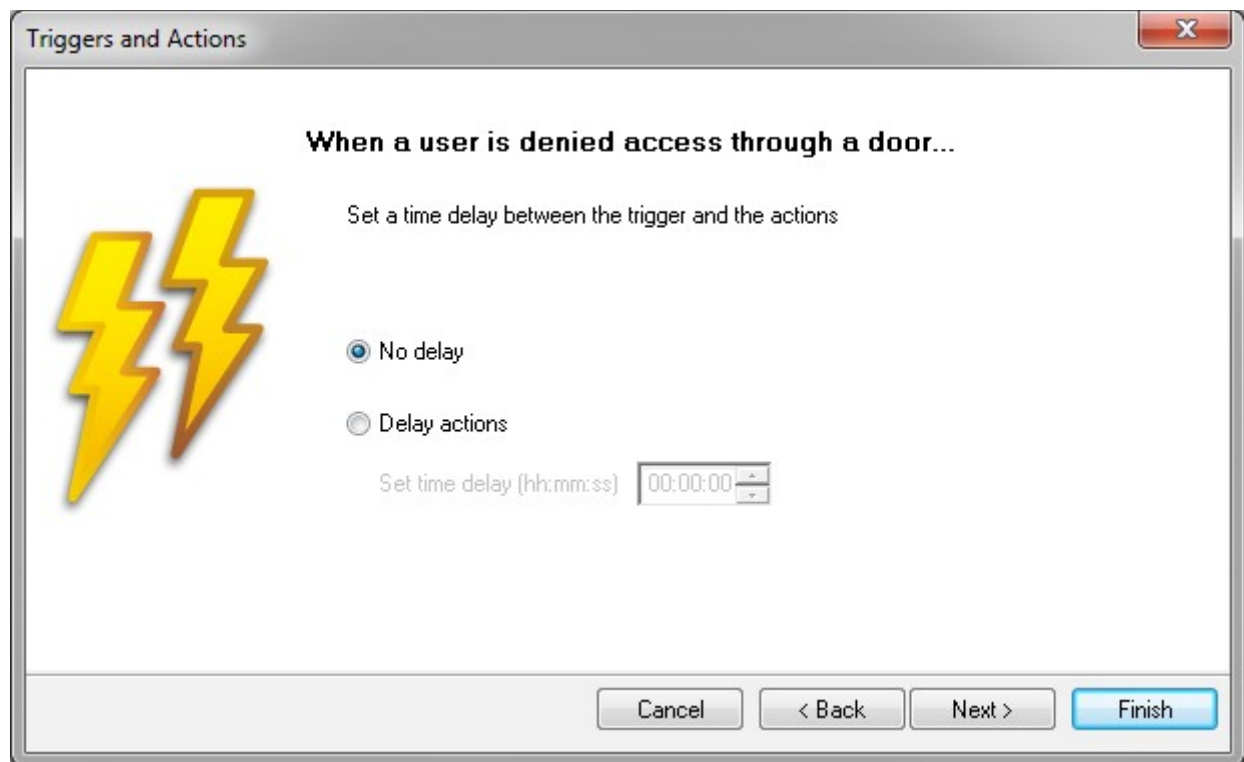 Triggers and Actions
When a user is denied access through a door...
Set a time delay between the trigger and the actions
No delay
Delay actions
Set time delay (hh:mm:ss) 00:00:00
Cancel < Back Next > Finish